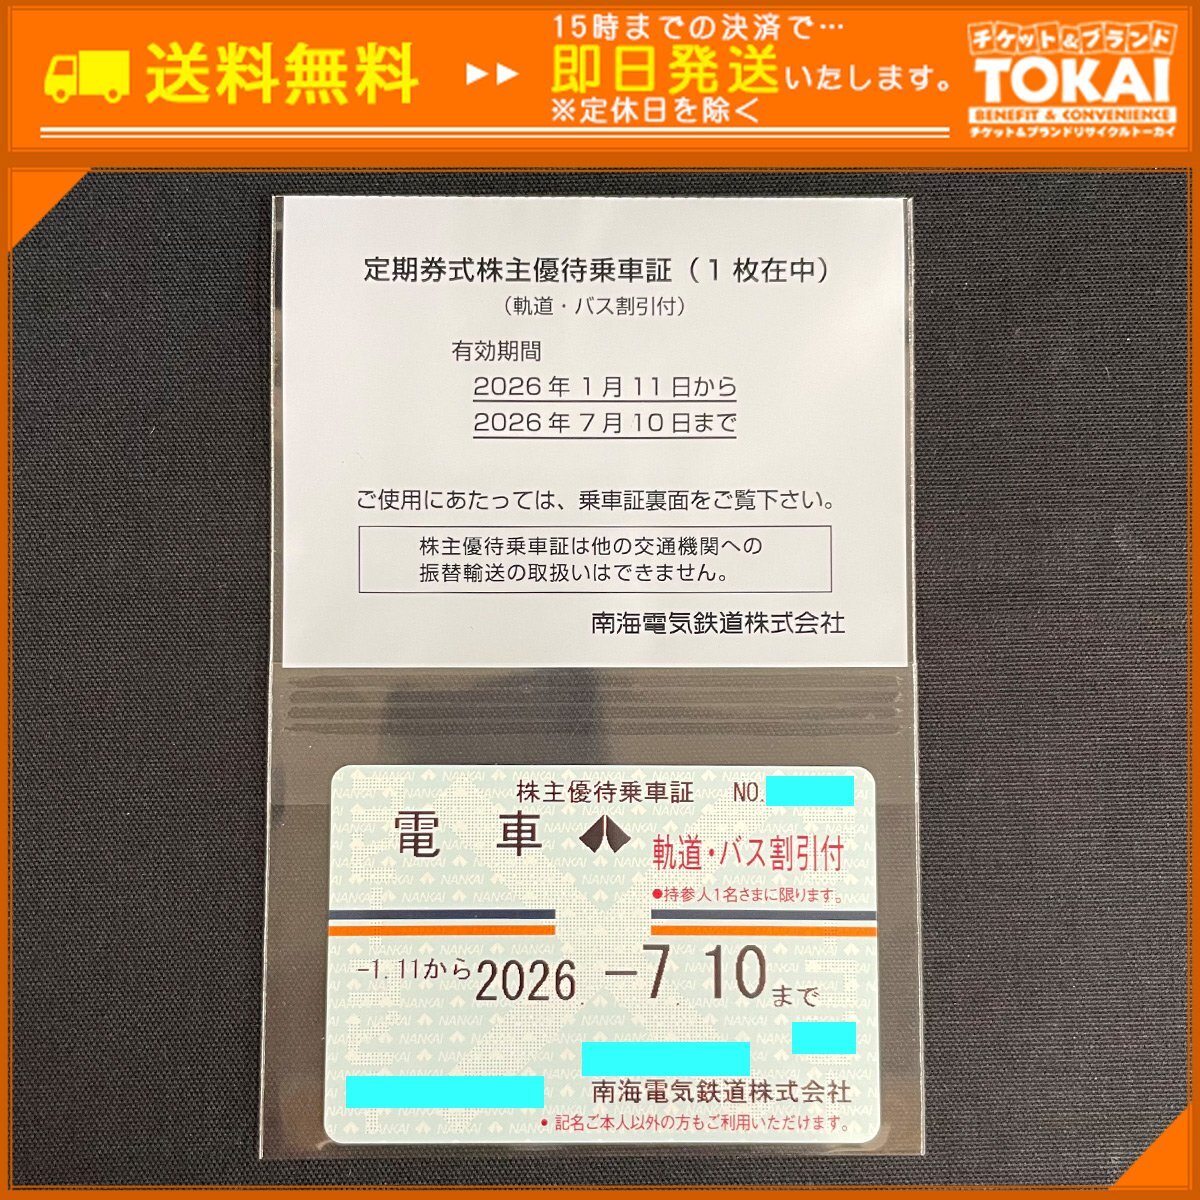 送料無料
15時までの決済で…
即日発送いたします。
※定休日を除く
チケット&ブランド
TOKAI
BENEFIT & CONVENIENCE
チケット&ブランドリサイクルトーカイ
定期券式株主優待乗車証（1枚在中）
（軌道・バス割引付）
有効期間
2026年1月11日から
2026年7月10日まで
ご使用にあたっては、乗車証裏面をご覧下さい。
株主優待乗車証は他の交通機関への
振替輸送の取扱いはできません。
南海電気鉄道株式会社
株主優待乗車証 NO.
電車
軌道・バス割引付
●持参人1名さまに限ります。
-1.11から2026.-7.10まで
南海電気鉄道株式会社
●記名ご本人以外の方もご利用いただけます。